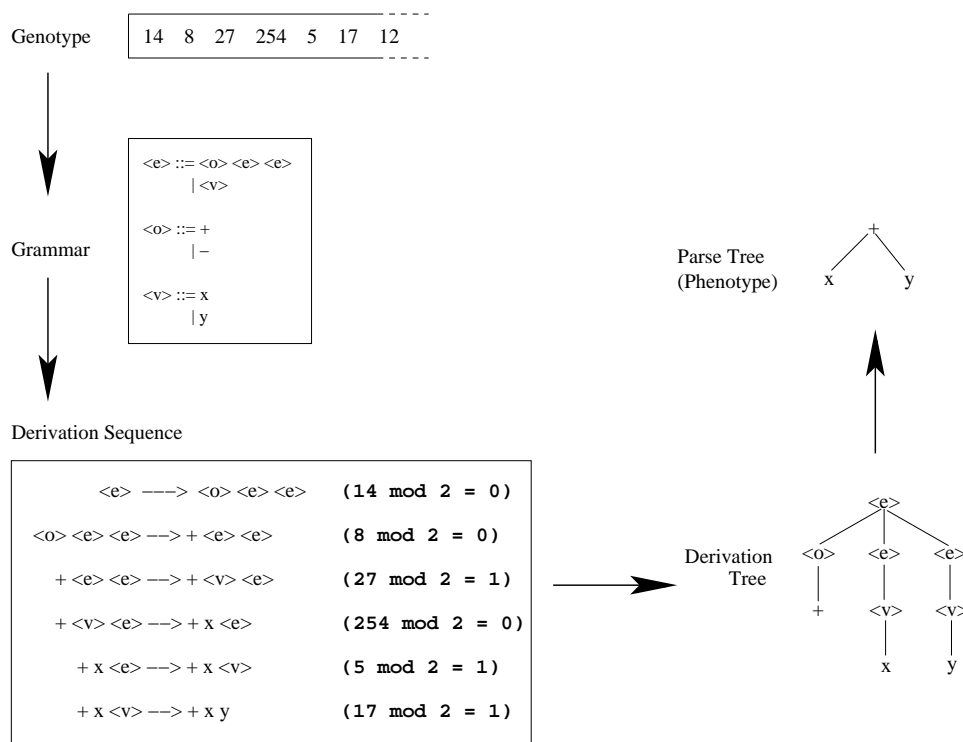 Genotype
14 8 27 254 5 17 12
Grammar
<e> ::= <o> <e> <e>
| <v>
<o> ::= +
| −
<v> ::= x
| y
Derivation Sequence
<e> −−−> <o> <e> <e> (14 mod 2 = 0)
<o> <e> <e> −−> + <e> <e> (8 mod 2 = 0)
+ <e> <e> −−> + <v> <e> (27 mod 2 = 1)
+ <v> <e> −−> + x <e> (254 mod 2 = 0)
+ x <e> −−> + x <v> (5 mod 2 = 1)
+ x <v> −−> + x y (17 mod 2 = 1)
Parse Tree
(Phenotype)
+
x y
Derivation
Tree
<e>
<o> <e> <e>
+ <v> <v>
x y